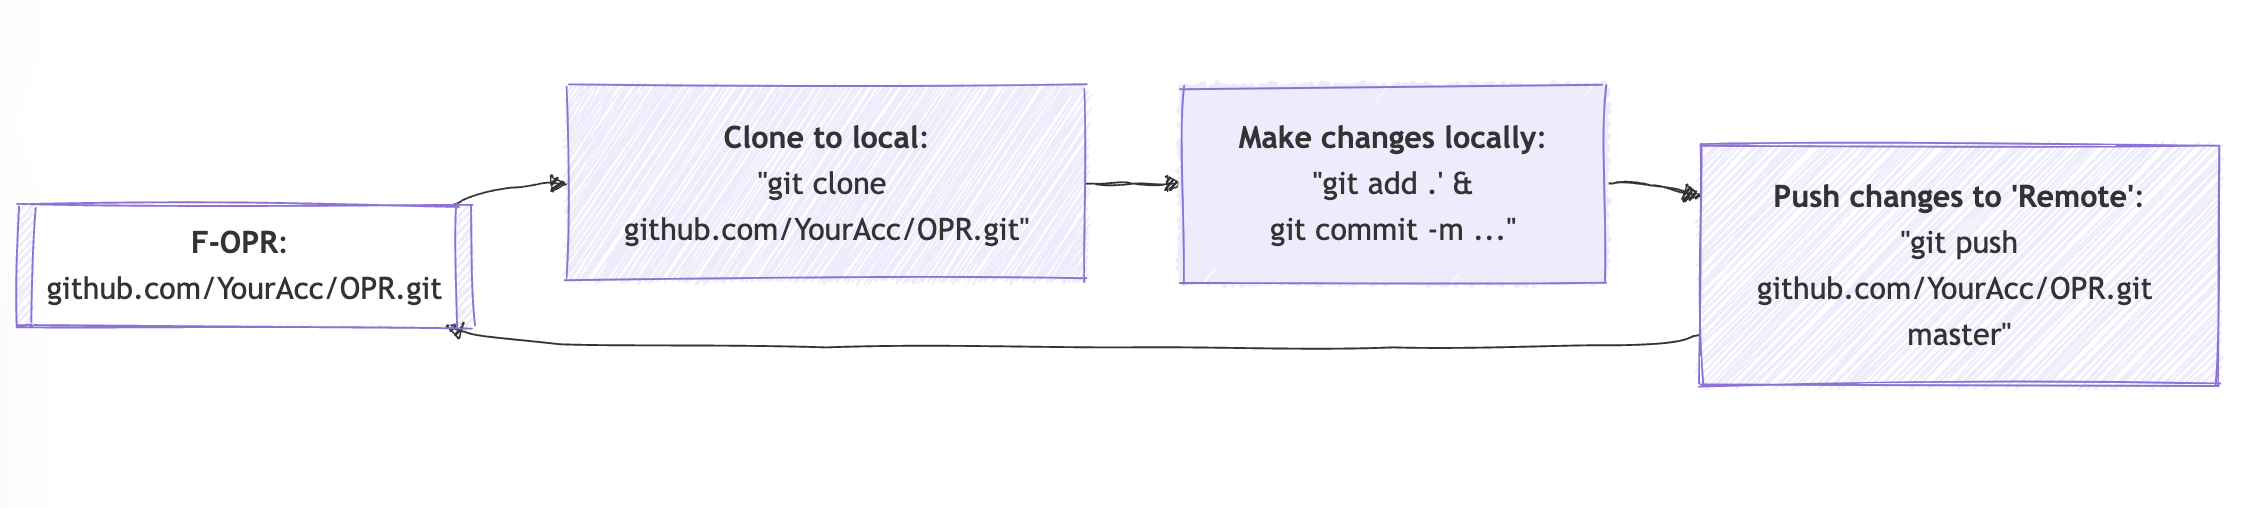 F-OPR:
github.com/YourAcc/OPR.git
Clone to local:
"git clone
github.com/YourAcc/OPR.git"
Make changes locally:
"git add .' &
git commit -m ..."
Push changes to 'Remote':
"git push
github.com/YourAcc/OPR.git
master"